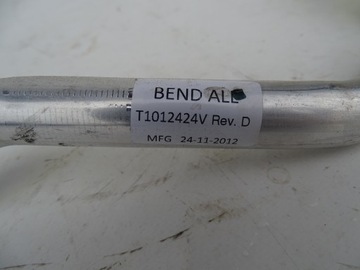 BEND ALL
T1012424V Rev. D
MFG 24-11-2012